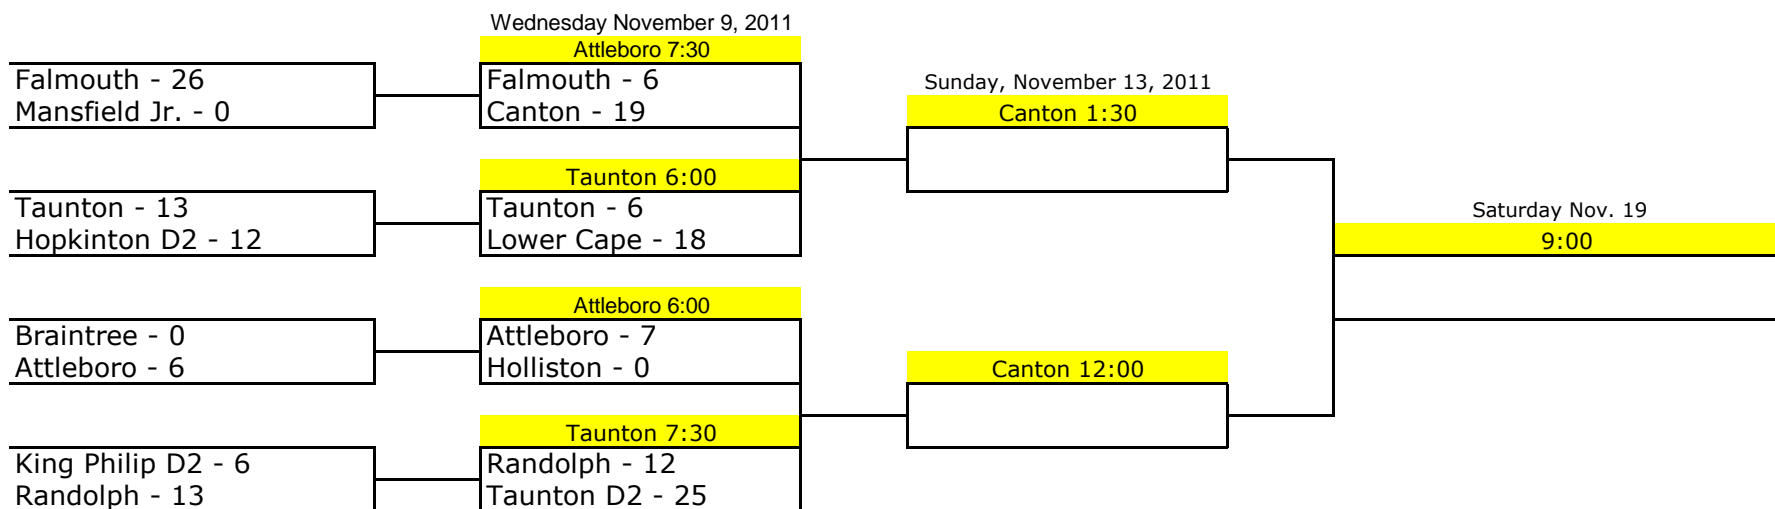 Wednesday November 9, 2011
Attleboro 7:30
Falmouth - 26
Mansfield Jr. - 0
Falmouth - 6
Canton - 19
Sunday, November 13, 2011
Canton 1:30
Taunton 6:00
Taunton - 13
Hopkinton D2 - 12
Taunton - 6
Lower Cape - 18
Saturday Nov. 19
9:00
Attleboro 6:00
Braintree - 0
Attleboro - 6
Attleboro - 7
Holliston - 0
Canton 12:00
Taunton 7:30
King Philip D2 - 6
Randolph - 13
Randolph - 12
Taunton D2 - 25